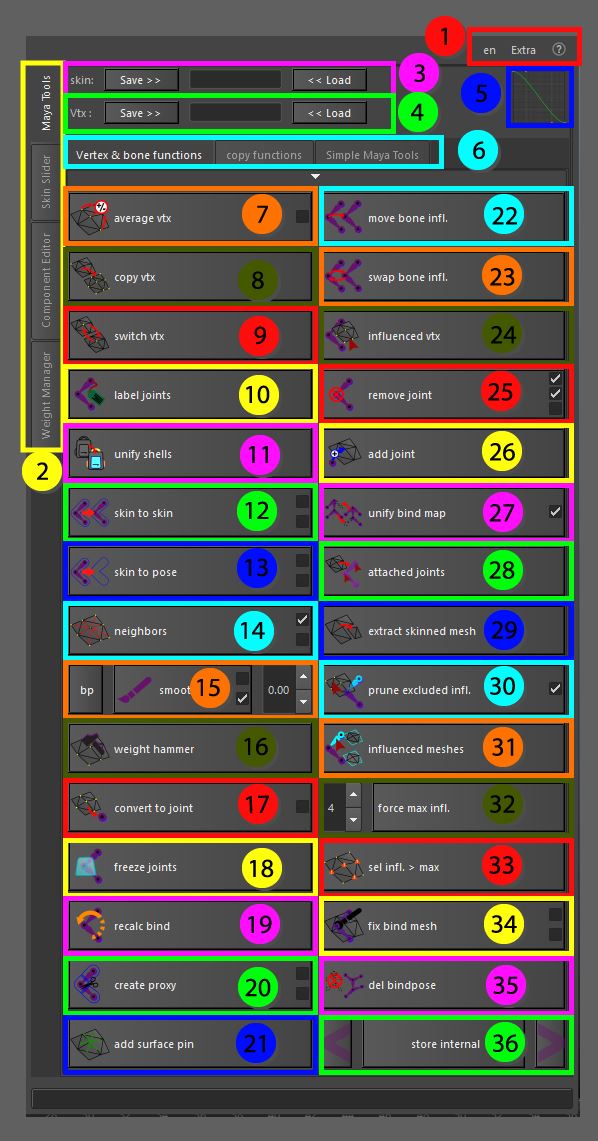 1
en Extra ?
skin: Save >> << Load 3
Vtx : Save >> << Load 4
5
6
Vertex & bone functions copy functions Simple Maya Tools
Maya Tools
Skin Slider
Component Editor
Weight Manager
2
average vtx 7
move bone infl. 22
copy vtx 8
swap bone infl. 23
switch vtx 9
influenced vtx 24
label joints 10
remove joint 25
unify shells 11
add joint 26
skin to skin 12
unify bind map 27
skin to pose 13
attached joints 28
neighbors 14
extract skinned mesh 29
bp smoot 15 0.00
prune excluded infl. 30
weight hammer 16
influenced meshes 31
convert to joint 17
4 force max infl. 32
freeze joints 18
sel infl. > max 33
recalc bind 19
fix bind mesh 34
create proxy 20
del bindpose 35
add surface pin 21
store internal 36